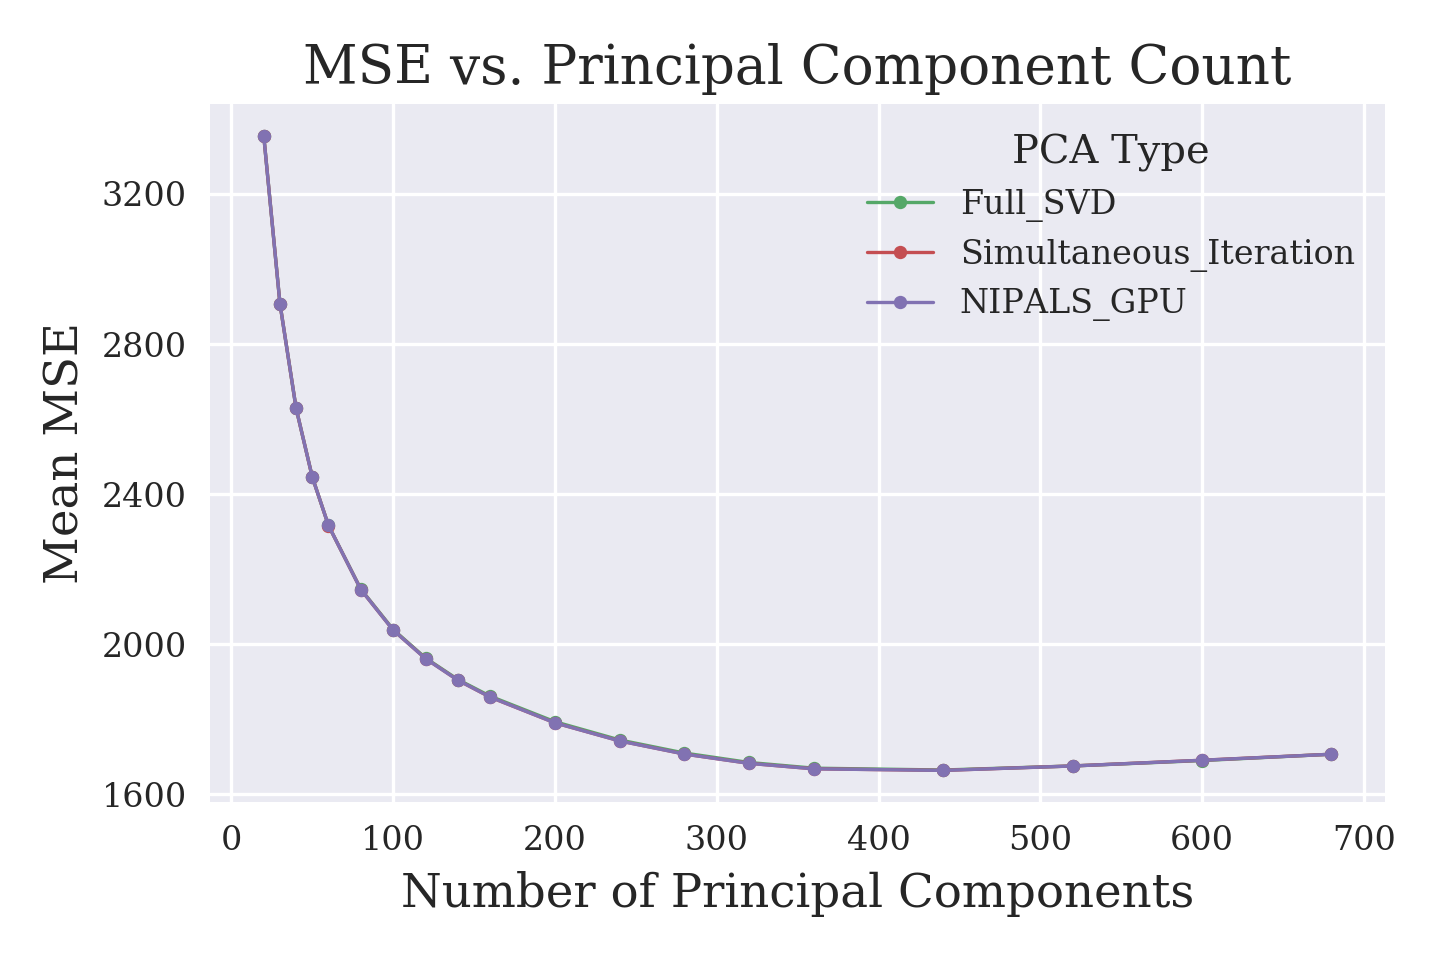 MSE vs. Principal Component Count
PCA Type
Full_SVD
Simultaneous_Iteration
NIPALS_GPU
Mean MSE
3200
2800
2400
2000
1600
0 100 200 300 400 500 600 700
Number of Principal Components